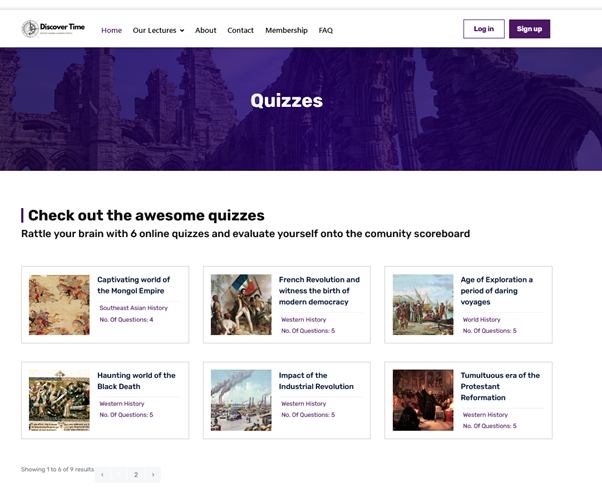 Discover Time
Home Our Lectures About Contact Membership FAQ Log in Sign up
Quizzes
Check out the awesome quizzes
Rattle your brain with 6 online quizzes and evaluate yourself onto the comunity scoreboard
Captivating world of
the Mongol Empire
Southeast Asian History
No. Of Questions: 4
French Revolution and
witness the birth of
modern democracy
Western History
No. Of Questions: 5
Age of Exploration a
period of daring
voyages
World History
No. Of Questions: 5
Haunting world of the
Black Death
Western History
No. Of Questions: 5
Impact of the
Industrial Revolution
Western History
No. Of Questions: 5
Tumultuous era of the
Protestant
Reformation
Western History
No. Of Questions: 5
Showing 1 to 6 of 9 results ‹ 2 ›